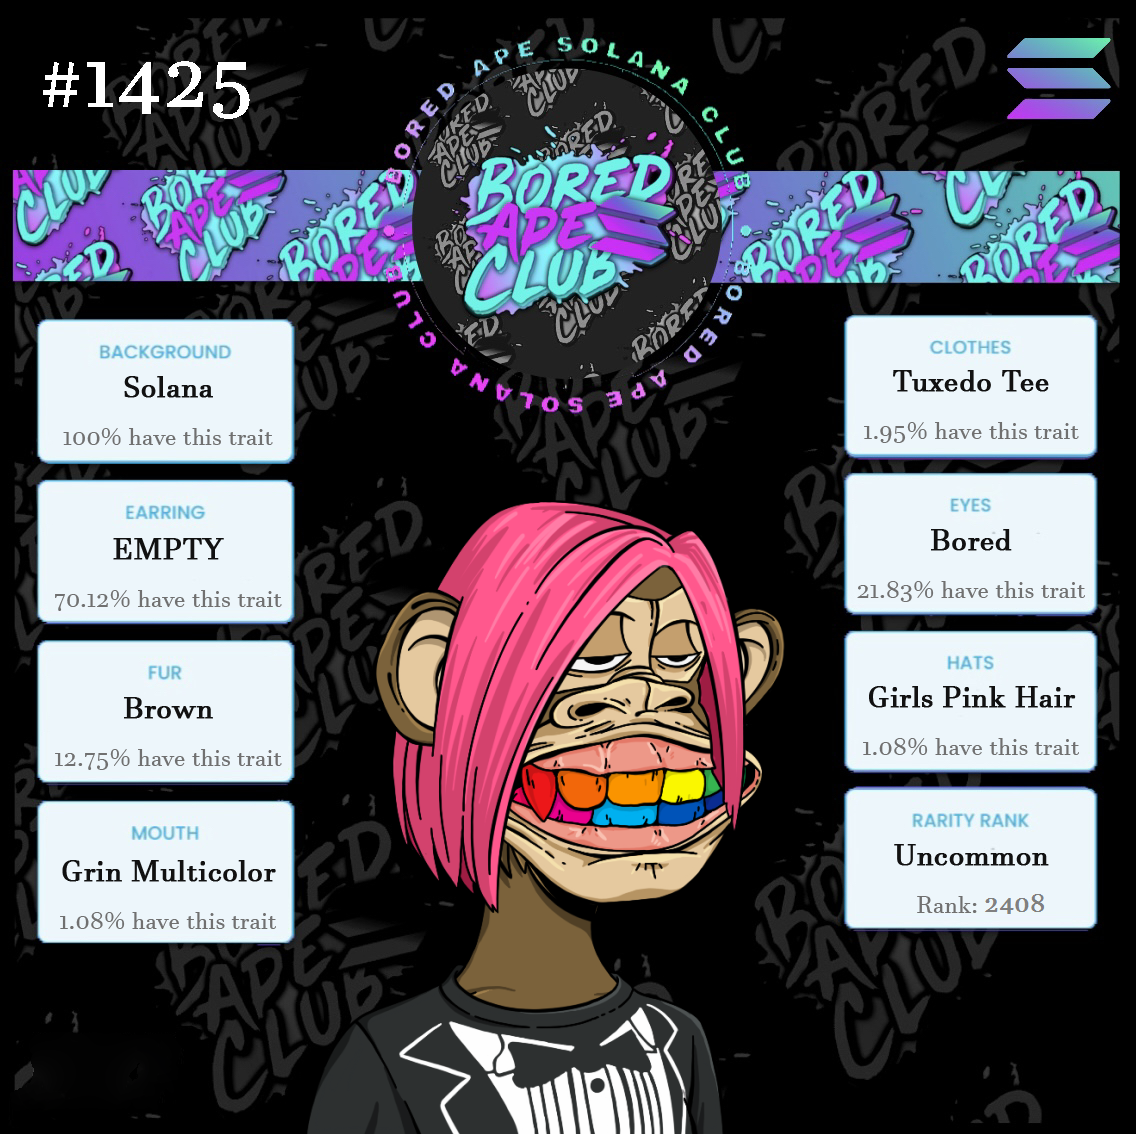 #1425
BORED APE SOLANA CLUB
BORED APE SOLANA CLUB
BORED
APE
CLUB
BACKGROUND
Solana
100% have this trait
EARRING
EMPTY
70.12% have this trait
FUR
Brown
12.75% have this trait
MOUTH
Grin Multicolor
1.08% have this trait
CLOTHES
Tuxedo Tee
1.95% have this trait
EYES
Bored
21.83% have this trait
HATS
Girls Pink Hair
1.08% have this trait
RARITY RANK
Uncommon
Rank: 2408